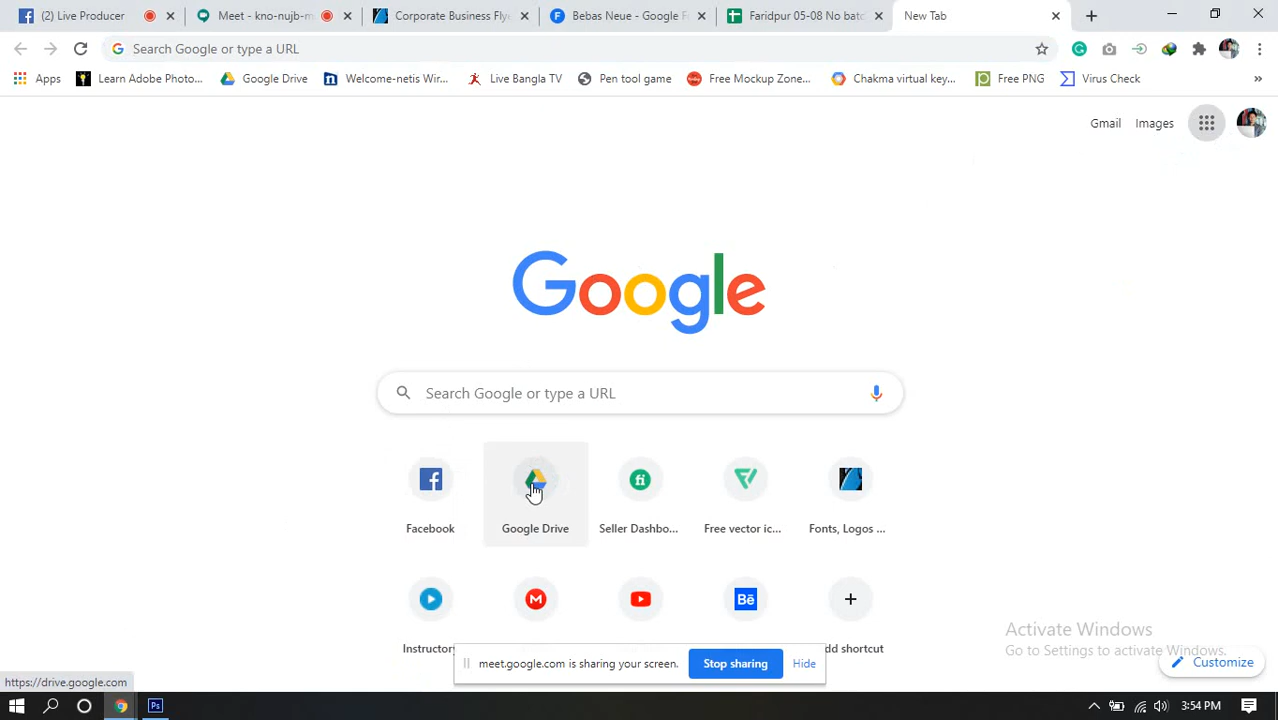 (2) Live Producer
Meet - kno-nujb-m
Corporate Business Flye
Bebas Neue - Google F
Faridpur 05-08 No batc
New Tab
Search Google or type a URL
Apps
Learn Adobe Photo...
Google Drive
Welcome-netis Wir...
Live Bangla TV
Pen tool game
Free Mockup Zone...
Chakma virtual key...
Free PNG
Virus Check
Gmail
Images
Google
Search Google or type a URL
Facebook
Google Drive
Seller Dashbo...
Free vector ic...
Fonts, Logos ...
Instructor
dd shortcut
meet.google.com is sharing your screen.
Stop sharing
Hide
Activate Windows
Go to Settings to activate Windows.
Customize
https://drive.google.com
3:54 PM